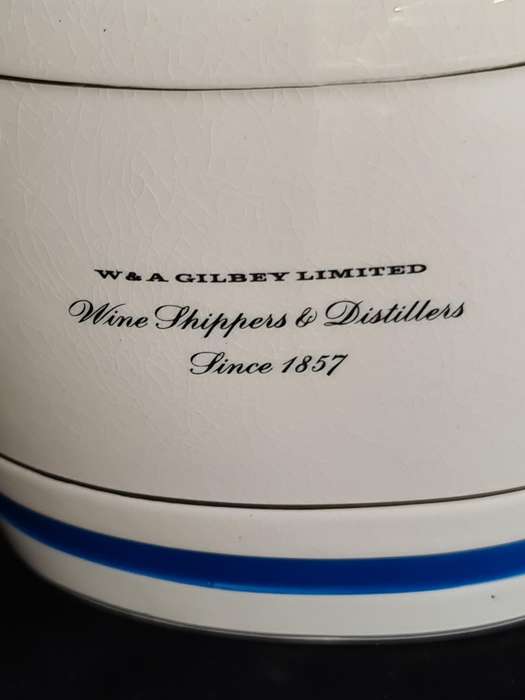 W & A GILBEY LIMITED
Wine Shippers & Distillers
Since 1857